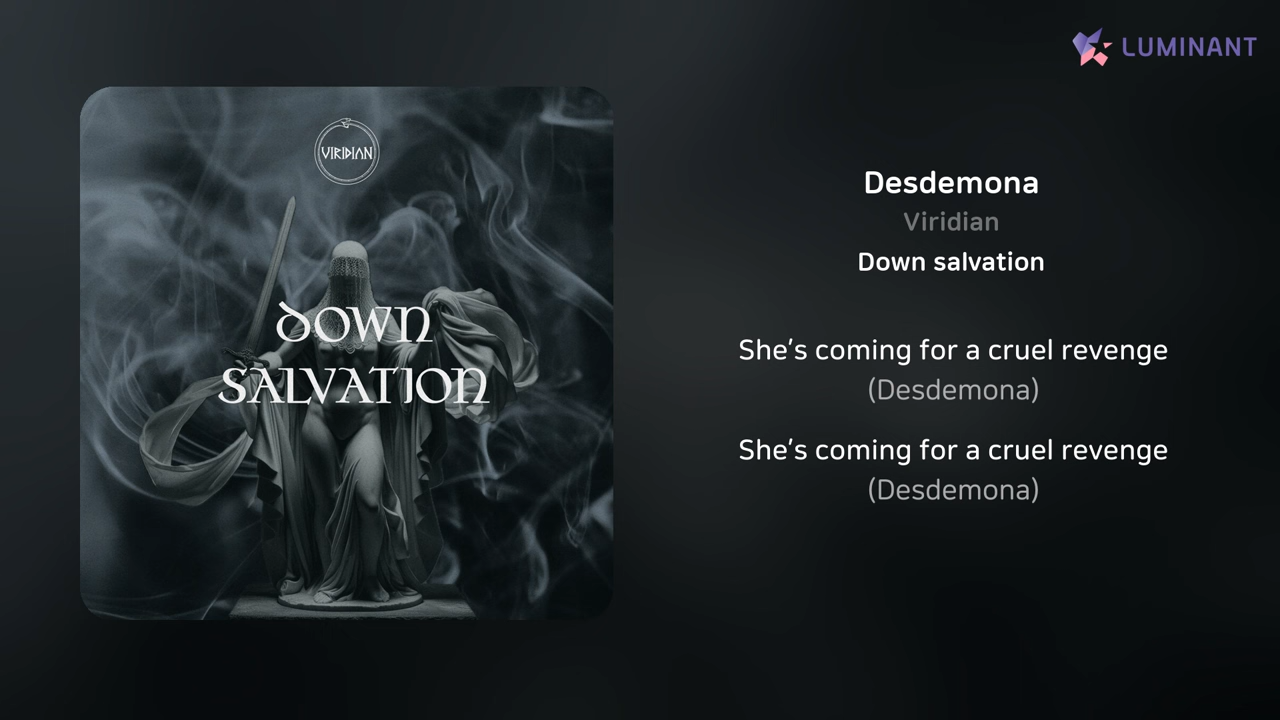 LUMINANT
VIRIDIAN
DOWN
SALVATION
Desdemona
Viridian
Down salvation
She's coming for a cruel revenge
(Desdemona)
She's coming for a cruel revenge
(Desdemona)